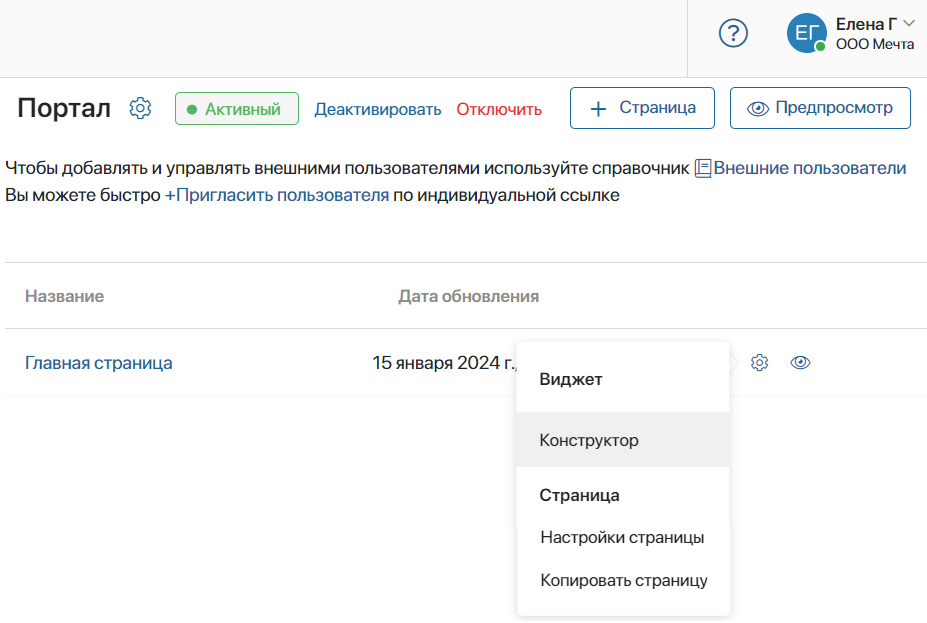 ?
ЕГ
Елена Г
ООО Мечта
Портал
Активный
Деактивировать
Отключить
+ Страница
Предпросмотр
Чтобы добавлять и управлять внешними пользователями используйте справочник Внешние пользователи
Вы можете быстро +Пригласить пользователя по индивидуальной ссылке
Название
Дата обновления
Главная страница
15 января 2024 г.,
Виджет
Конструктор
Страница
Настройки страницы
Копировать страницу